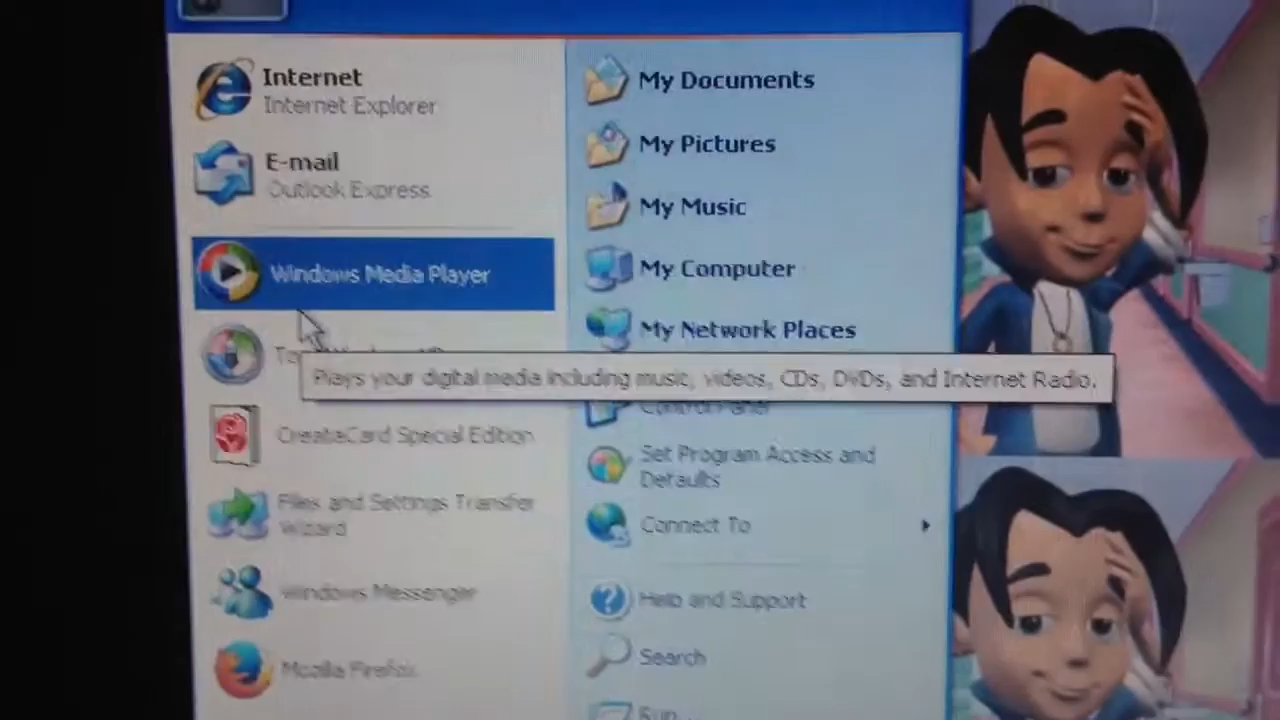 Internet
Internet Explorer
E-mail
Outlook Express
Windows Media Player
Plays your digital media including music, videos, CDs, DVDs, and Internet Radio.
CreataCard Special Edition
Files and Settings Transfer
Wizard
Windows Messenger
Mozilla Firefox
My Documents
My Pictures
My Music
My Computer
My Network Places
Control Panel
Set Program Access and
Defaults
Connect To
Help and Support
Search
Run...